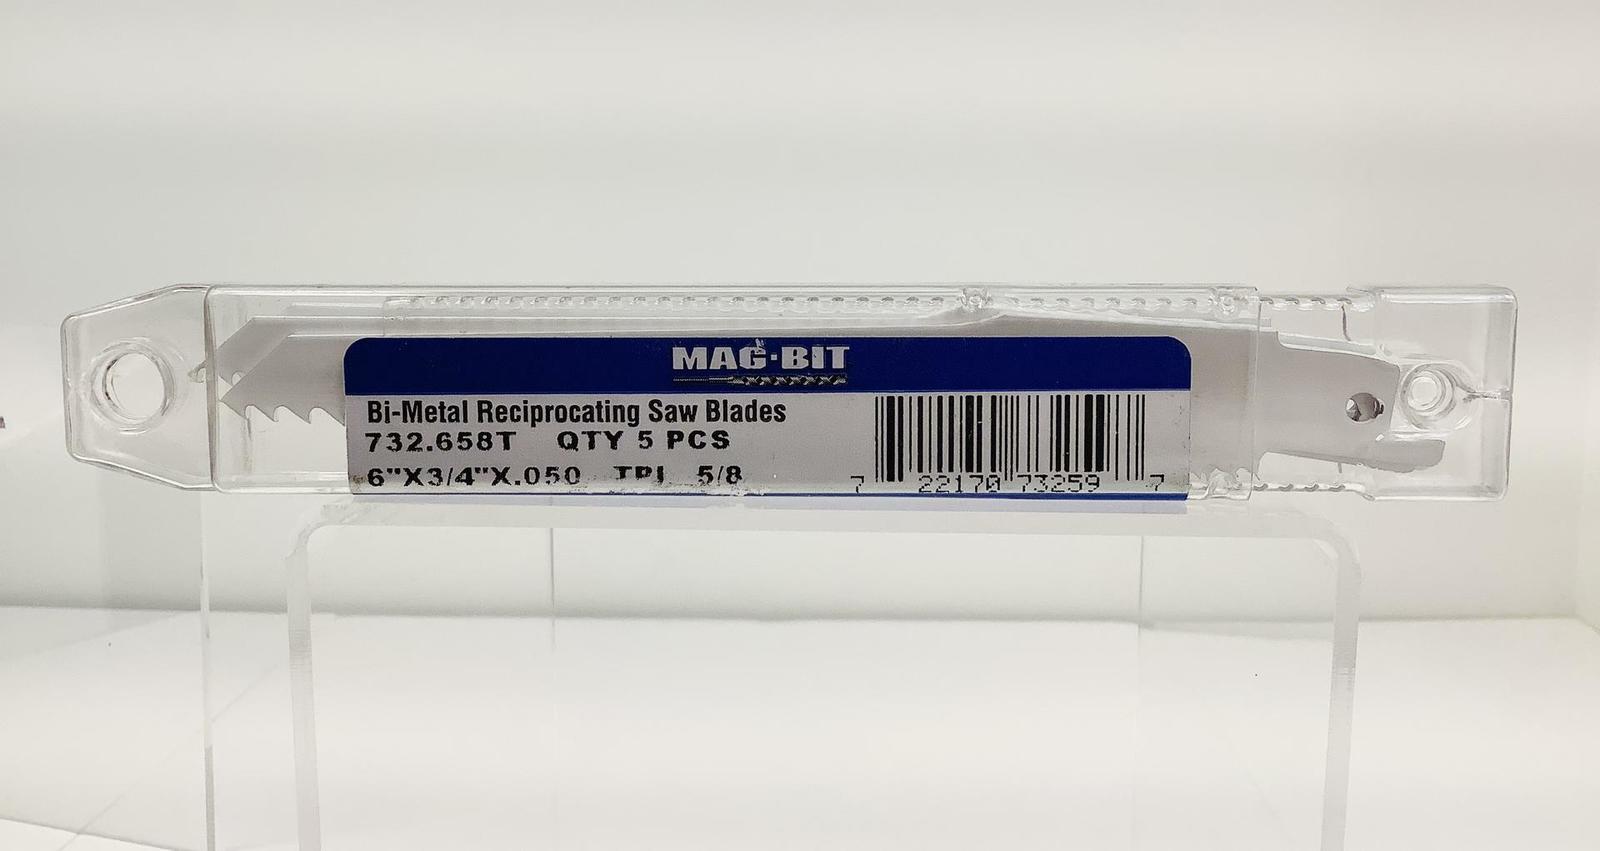 MAG·BIT
Bi-Metal Reciprocating Saw Blades
732.658T QTY 5 PCS
6"X3/4"X.050 TPI 5/8
7 22170 73259 7